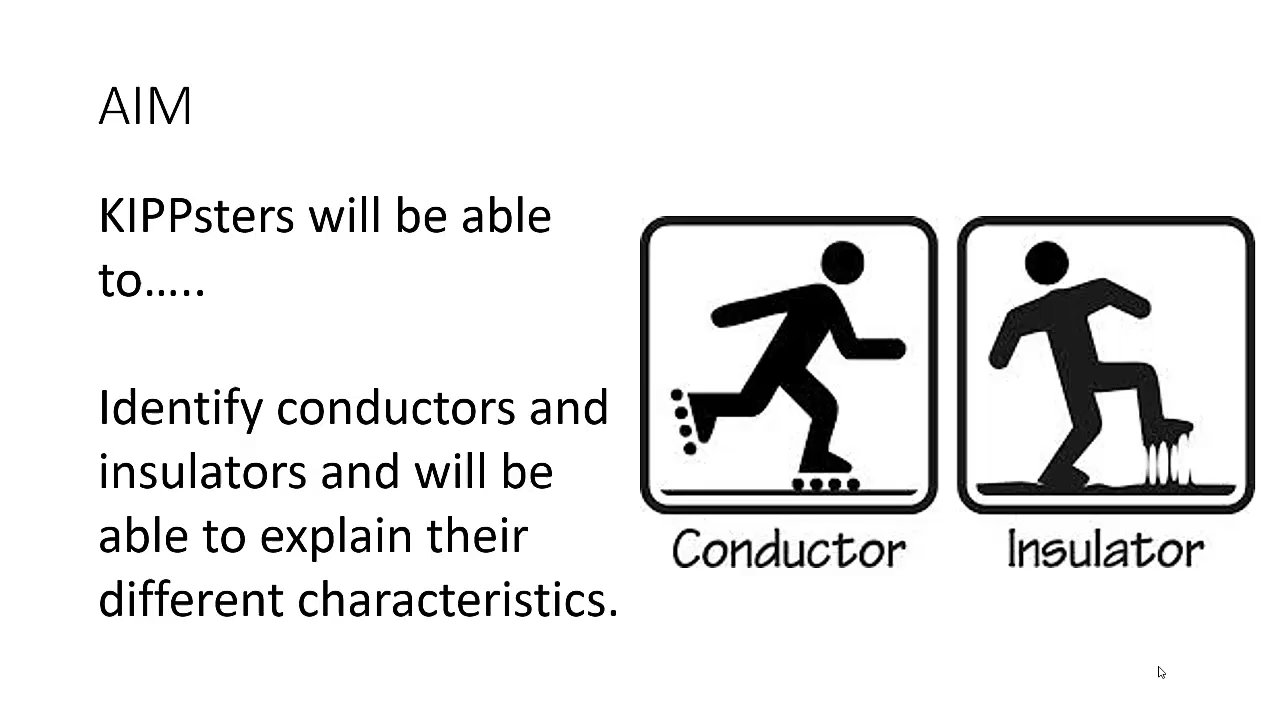 AIM
KIPPsters will be able
to.....
Identify conductors and
insulators and will be
able to explain their
different characteristics.
Conductor
Insulator